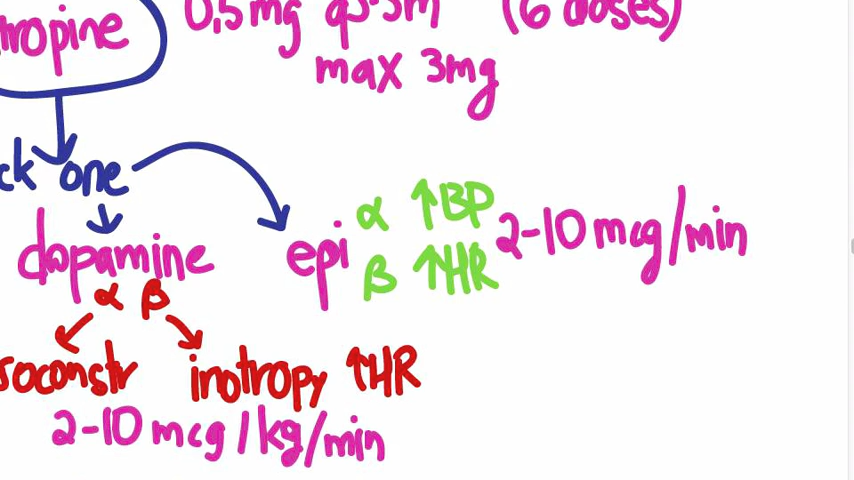 tropine 0.5mg q3-5m (6 doses)
max 3mg
ck one
dopamine epi α ↑BP 2-10 mcg/min
β ↑HR
α β
soconstr inotropy ↑HR
2-10 mcg/kg/min